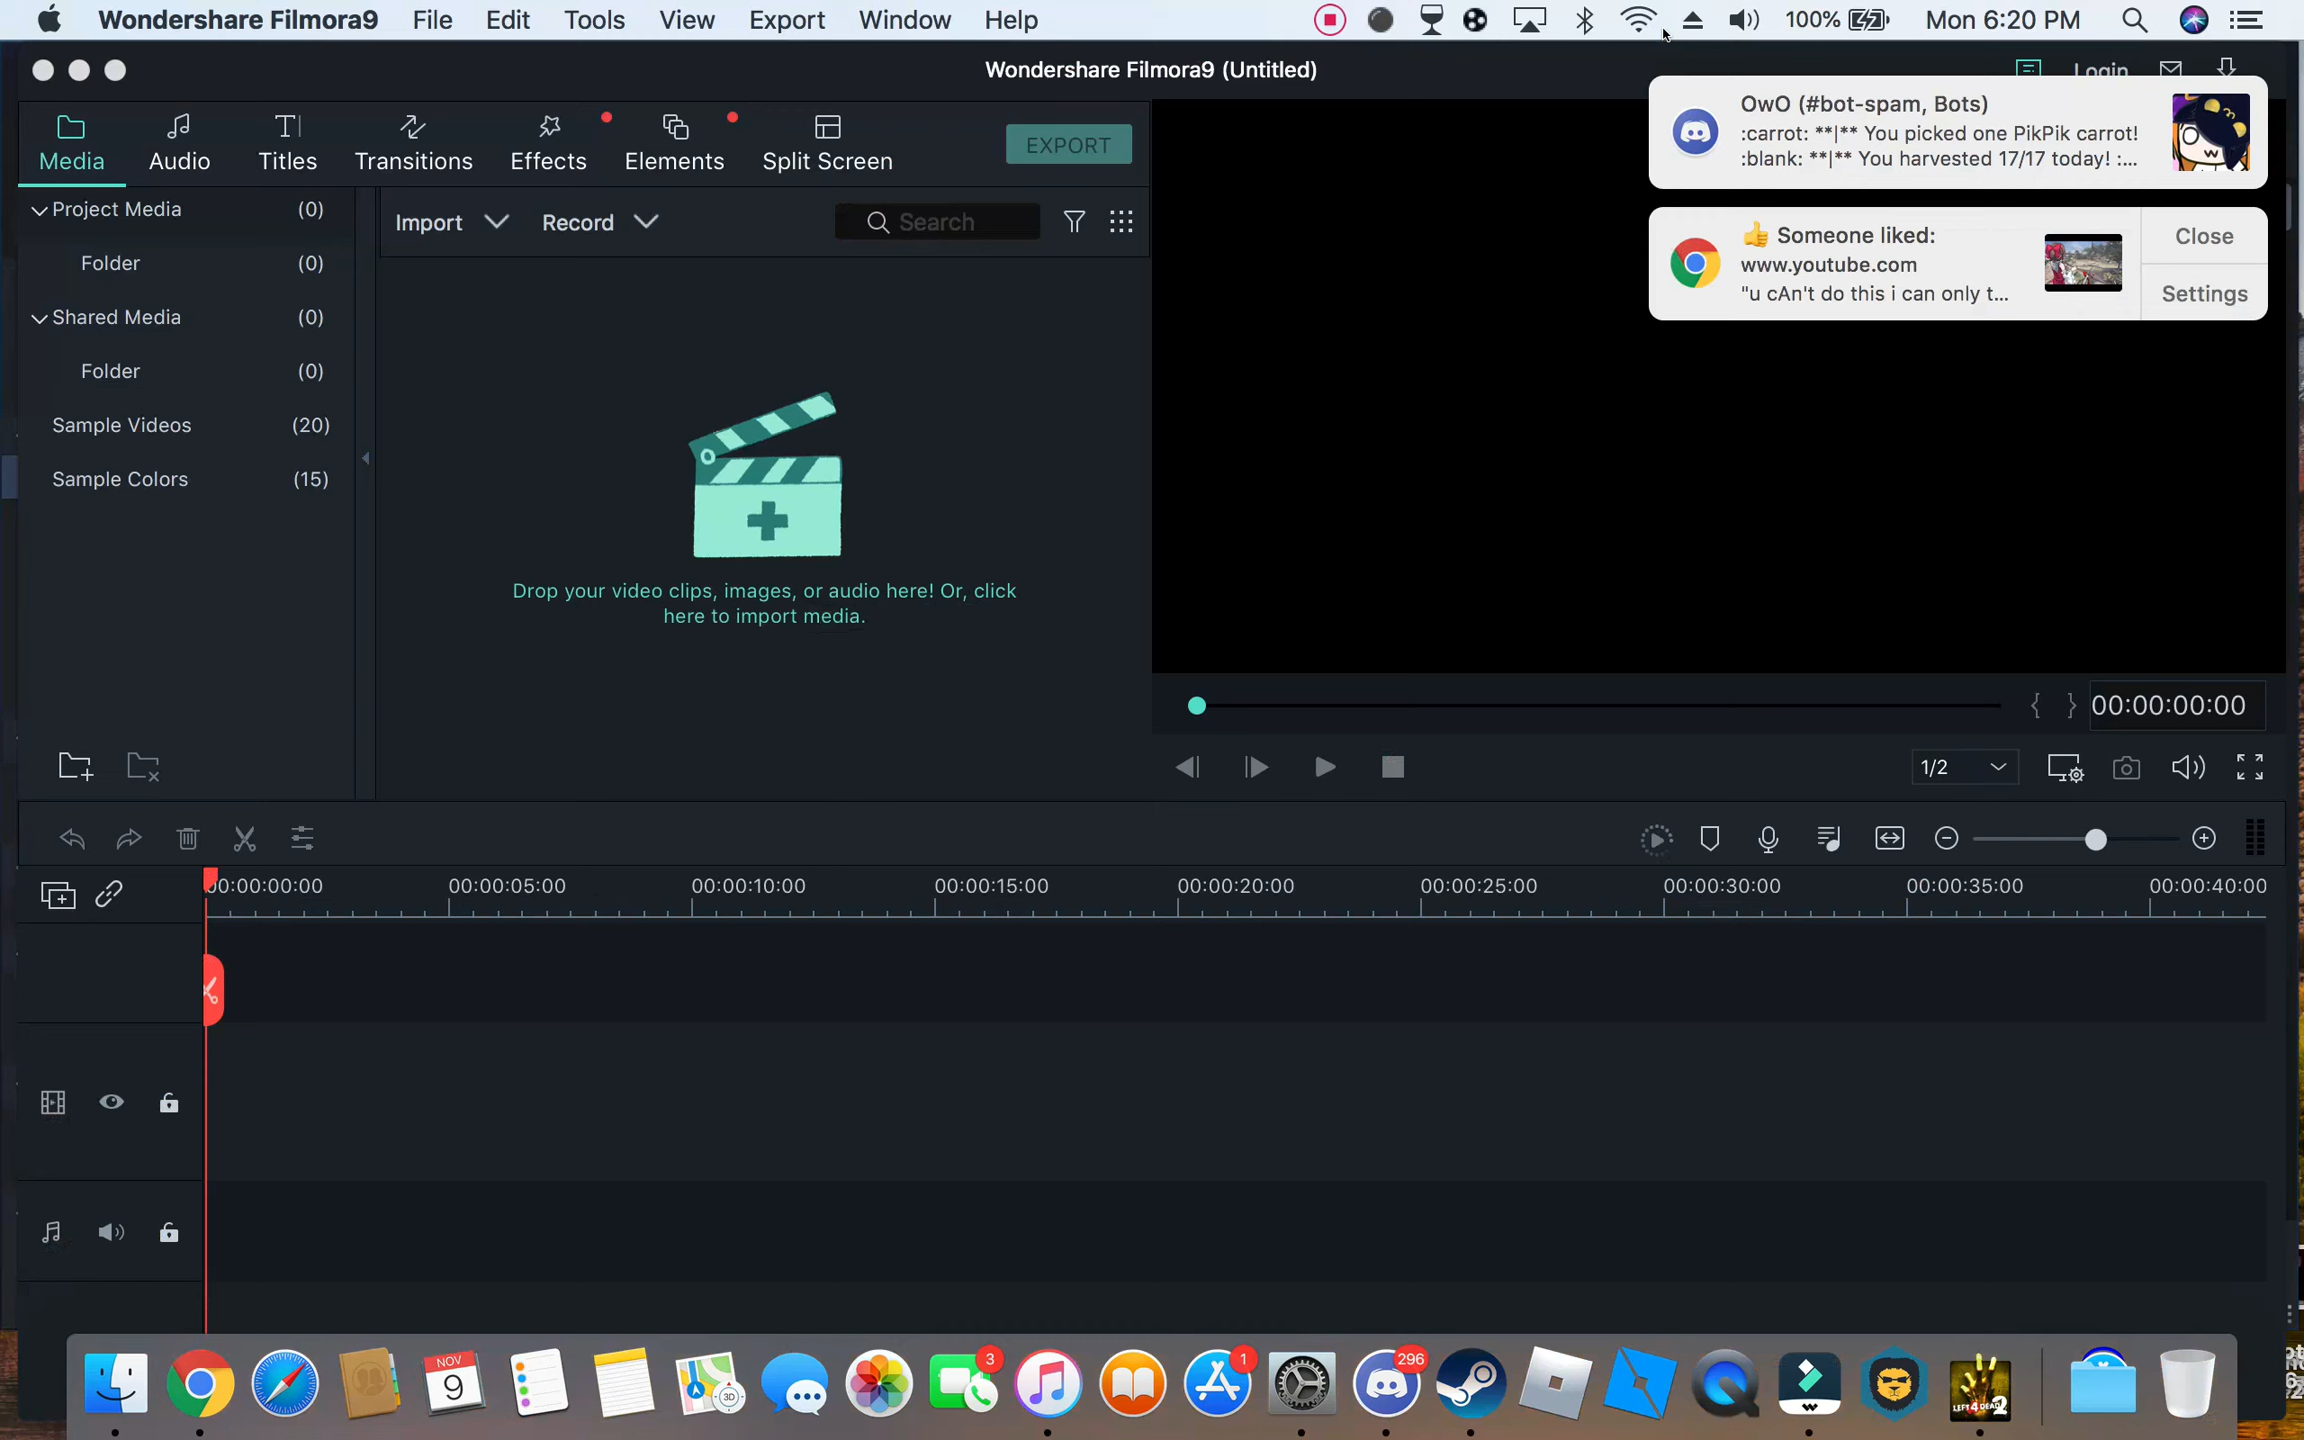 Wondershare Filmora9 File Edit Tools View Export Window Help 100% Mon 6:20 PM
Wondershare Filmora9 (Untitled)
Login
Media Audio Titles Transitions Effects Elements Split Screen EXPORT
OwO (#bot-spam, Bots)
:carrot: **|** You picked one PikPik carrot!
:blank: **|** You harvested 17/17 today! :...
👍 Someone liked:
www.youtube.com
"u cAn't do this i can only t...
Close
Settings
Project Media (0)
Folder (0)
Shared Media (0)
Folder (0)
Sample Videos (20)
Sample Colors (15)
Import Record Search
Drop your video clips, images, or audio here! Or, click
here to import media.
00:00:00:00
1/2
00:00:00:00 00:00:05:00 00:00:10:00 00:00:15:00 00:00:20:00 00:00:25:00 00:00:30:00 00:00:35:00 00:00:40:00
NOV
9
3D
3
1
296
LEFT 4 DEAD 2